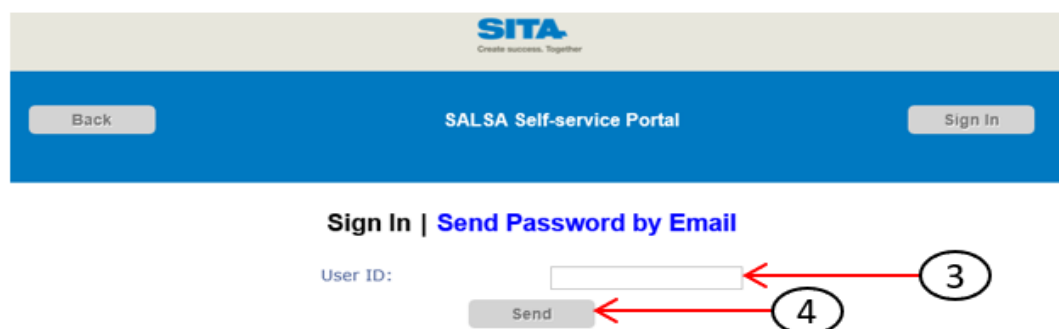 SITA
Create success. Together
Back SALSA Self-service Portal Sign In
Sign In | Send Password by Email
User ID: 3
Send 4